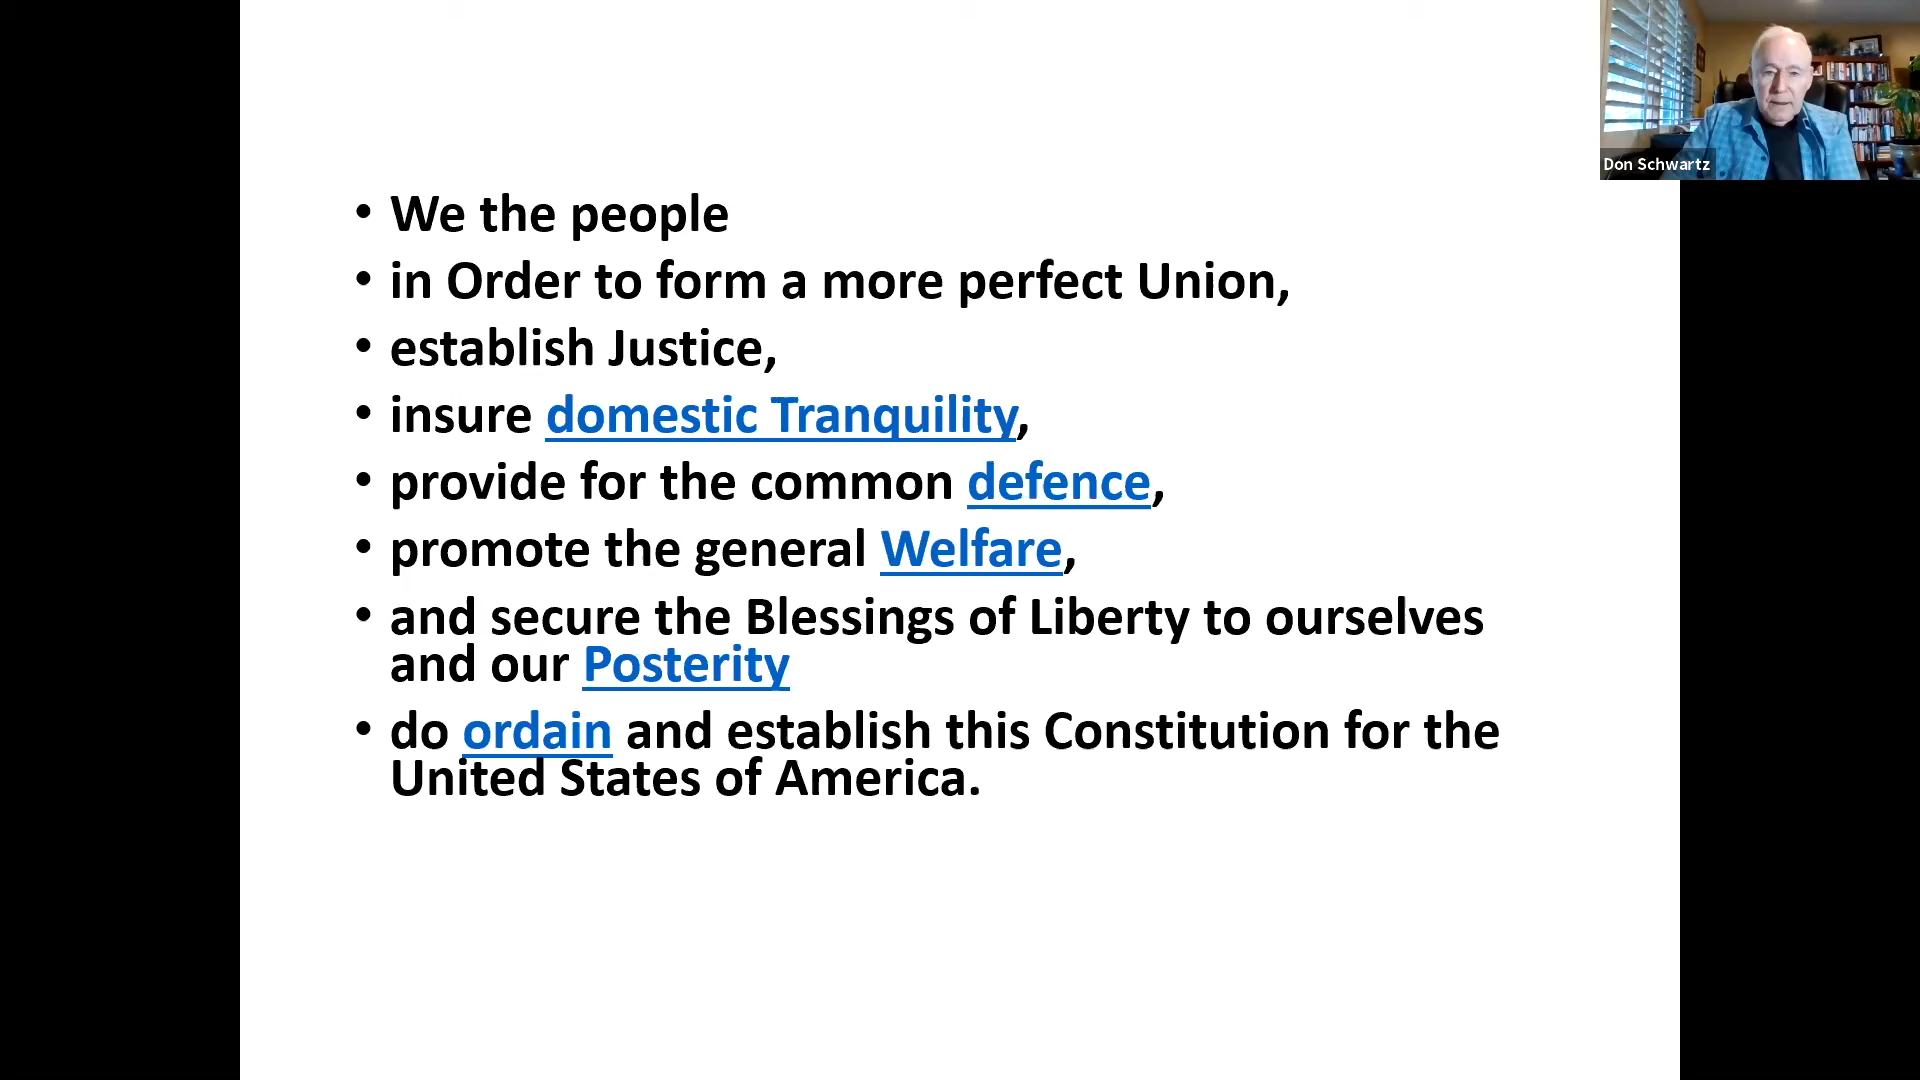 Don Schwartz
• We the people
• in Order to form a more perfect Union,
• establish Justice,
• insure domestic Tranquility,
• provide for the common defence,
• promote the general Welfare,
• and secure the Blessings of Liberty to ourselves
and our Posterity
• do ordain and establish this Constitution for the
United States of America.